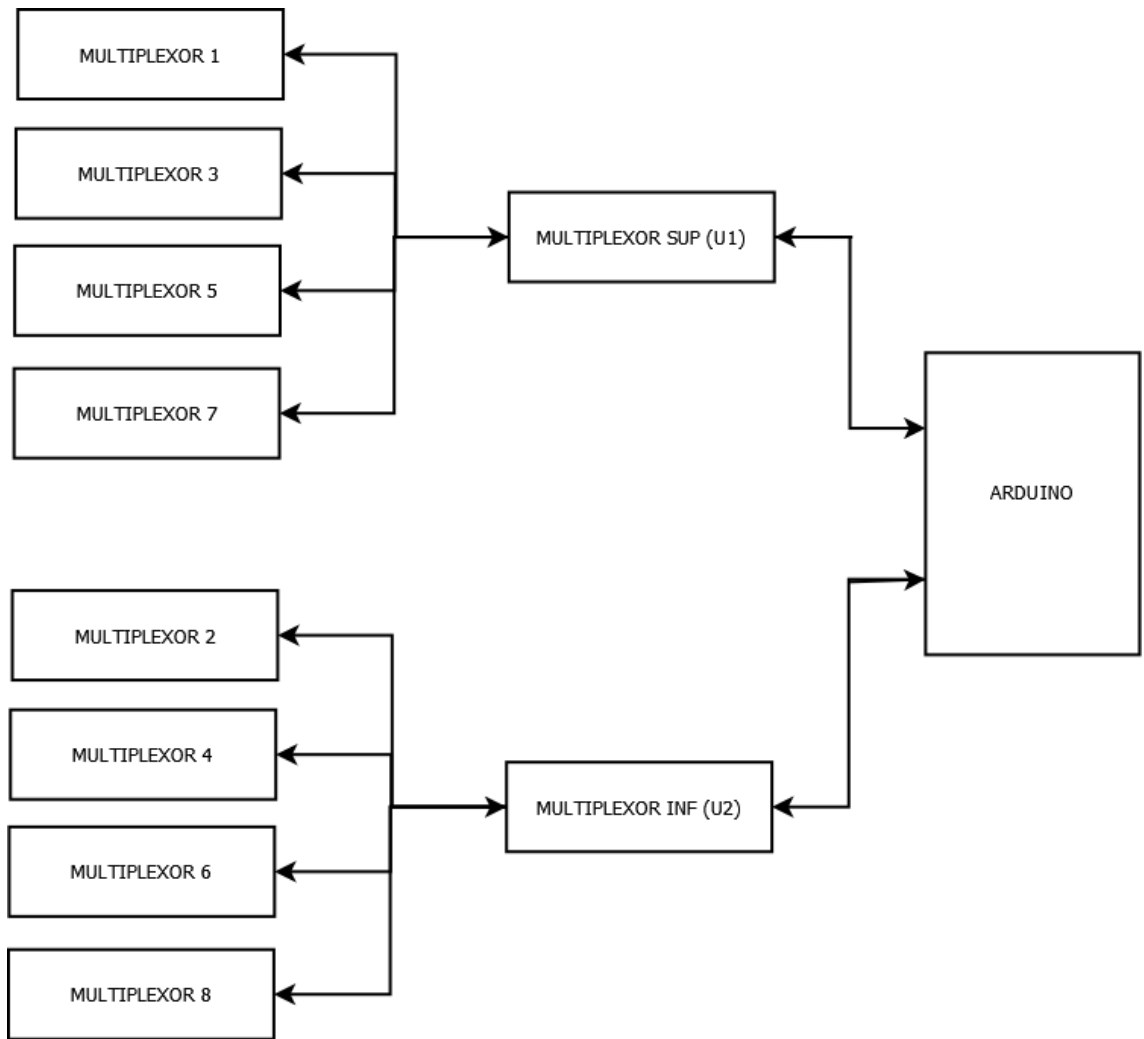 MULTIPLEXOR 1
MULTIPLEXOR 3
MULTIPLEXOR 5
MULTIPLEXOR 7
MULTIPLEXOR SUP (U1)
ARDUINO
MULTIPLEXOR 2
MULTIPLEXOR 4
MULTIPLEXOR 6
MULTIPLEXOR 8
MULTIPLEXOR INF (U2)